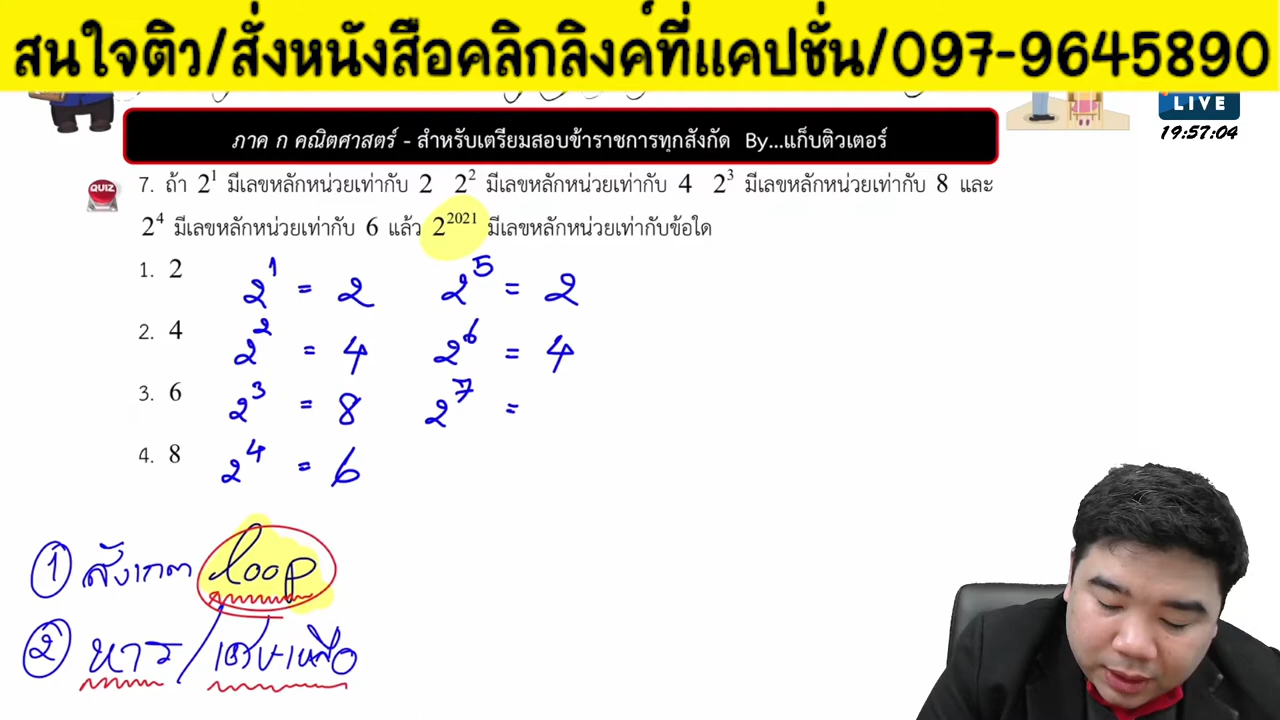 สนใจติว/สั่งหนังสือคลิกลิงค์ที่แคปชั่น/097-9645890
LIVE
19:57:04
ภาค ก คณิตศาสตร์ - สำหรับเตรียมสอบข้าราชการทุกสังกัด By...แก็บติวเตอร์
QUIZ
7. ถ้า 2¹ มีเลขหลักหน่วยเท่ากับ 2 2² มีเลขหลักหน่วยเท่ากับ 4 2³ มีเลขหลักหน่วยเท่ากับ 8 และ
2⁴ มีเลขหลักหน่วยเท่ากับ 6 แล้ว 2²⁰²¹ มีเลขหลักหน่วยเท่ากับข้อใด
1. 2
2¹ = 2
2⁵ = 2
2. 4
2² = 4
2⁶ = 4
3. 6
2³ = 8
2⁷ =
4. 8
2⁴ = 6
① สังเกต loop
② หาร/เศษเหลือ